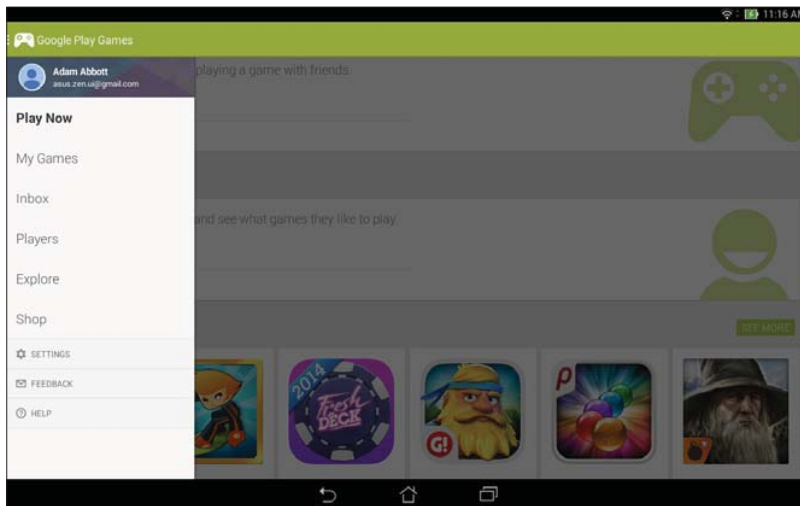 11:16 AM
Google Play Games
Adam Abbott
asus.zen.ui@gmail.com
playing a game with friends.
Play Now
My Games
Inbox
and see what games they like to play.
Players
Explore
Shop
SEE MORE
SETTINGS
FEEDBACK
HELP
2014
Fresh
DECK
G!
p